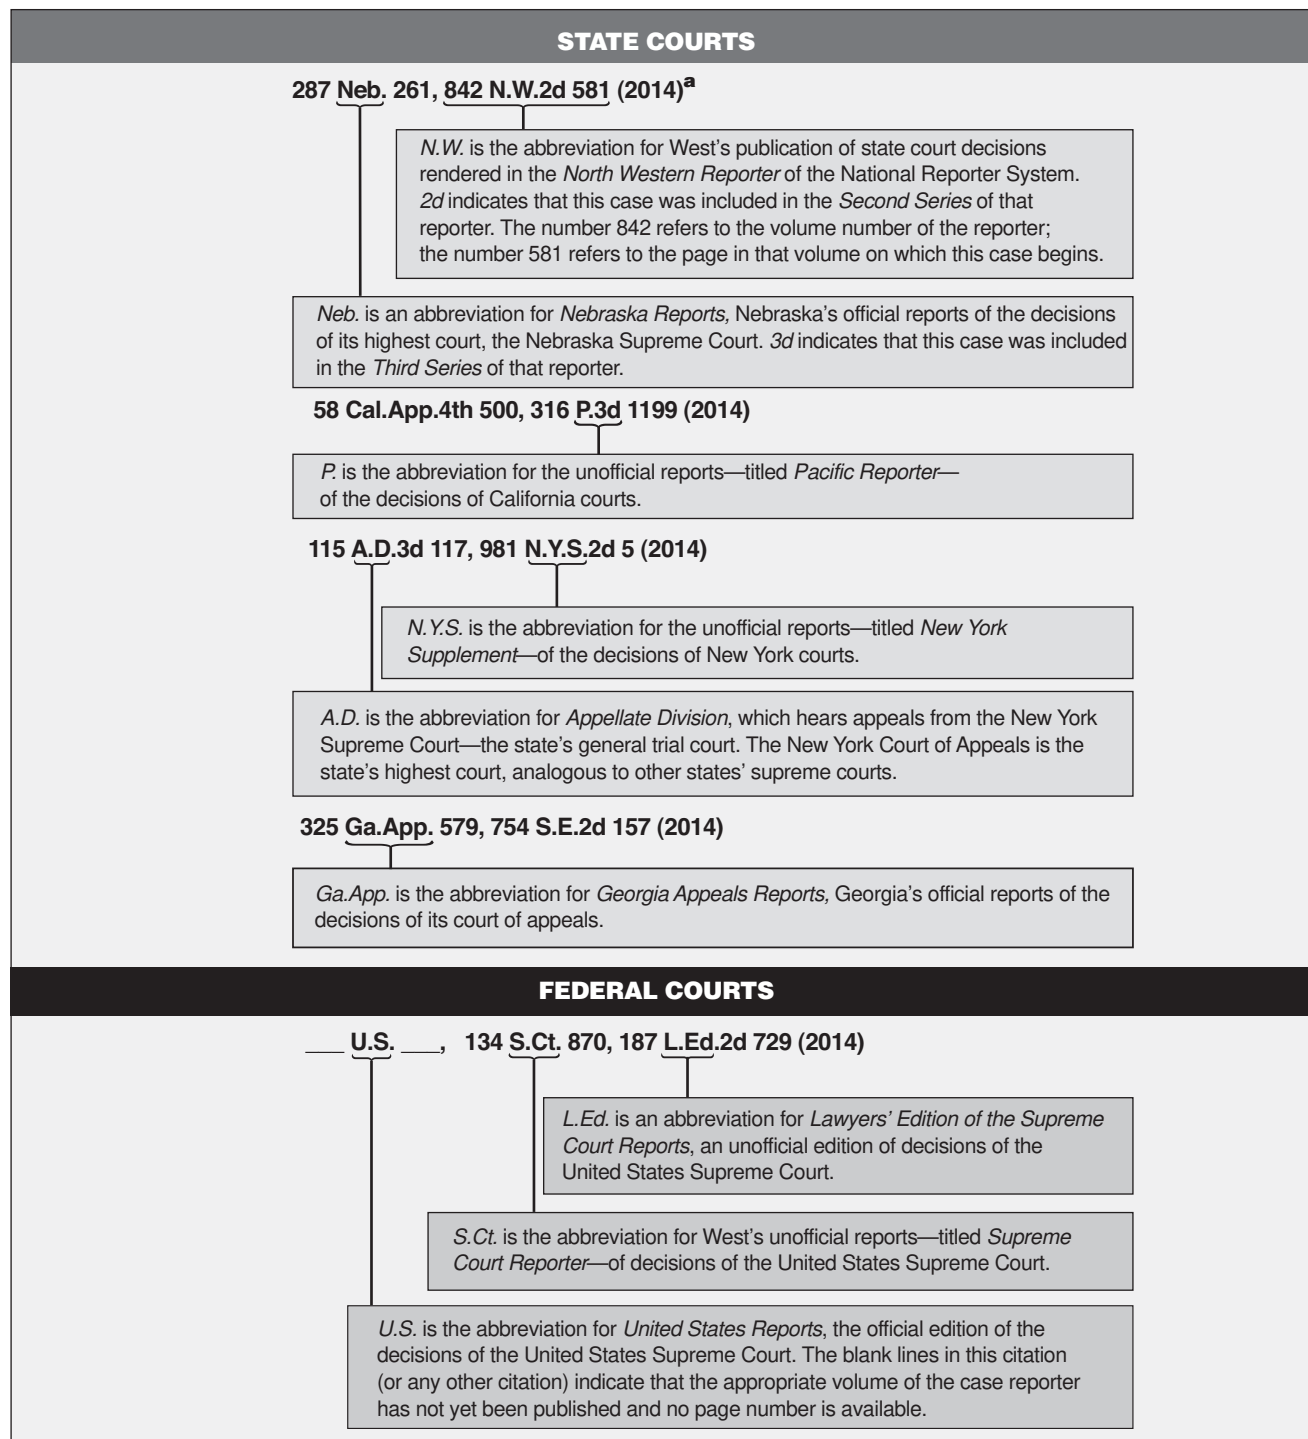 STATE COURTS
287 Neb. 261, 842 N.W.2d 581 (2014)a
N.W. is the abbreviation for West’s publication of state court decisions
rendered in the North Western Reporter of the National Reporter System.
2d indicates that this case was included in the Second Series of that
reporter. The number 842 refers to the volume number of the reporter;
the number 581 refers to the page in that volume on which this case begins.
Neb. is an abbreviation for Nebraska Reports, Nebraska’s official reports of the decisions
of its highest court, the Nebraska Supreme Court. 3d indicates that this case was included
in the Third Series of that reporter.
58 Cal.App.4th 500, 316 P.3d 1199 (2014)
P. is the abbreviation for the unofficial reports—titled Pacific Reporter—
of the decisions of California courts.
115 A.D.3d 117, 981 N.Y.S.2d 5 (2014)
N.Y.S. is the abbreviation for the unofficial reports—titled New York
Supplement—of the decisions of New York courts.
A.D. is the abbreviation for Appellate Division, which hears appeals from the New York
Supreme Court—the state’s general trial court. The New York Court of Appeals is the
state’s highest court, analogous to other states’ supreme courts.
325 Ga.App. 579, 754 S.E.2d 157 (2014)
Ga.App. is the abbreviation for Georgia Appeals Reports, Georgia’s official reports of the
decisions of its court of appeals.
FEDERAL COURTS
___ U.S. ___, 134 S.Ct. 870, 187 L.Ed.2d 729 (2014)
L.Ed. is an abbreviation for Lawyers’ Edition of the Supreme
Court Reports, an unofficial edition of decisions of the
United States Supreme Court.
S.Ct. is the abbreviation for West’s unofficial reports—titled Supreme
Court Reporter—of decisions of the United States Supreme Court.
U.S. is the abbreviation for United States Reports, the official edition of the
decisions of the United States Supreme Court. The blank lines in this citation
(or any other citation) indicate that the appropriate volume of the case reporter
has not yet been published and no page number is available.